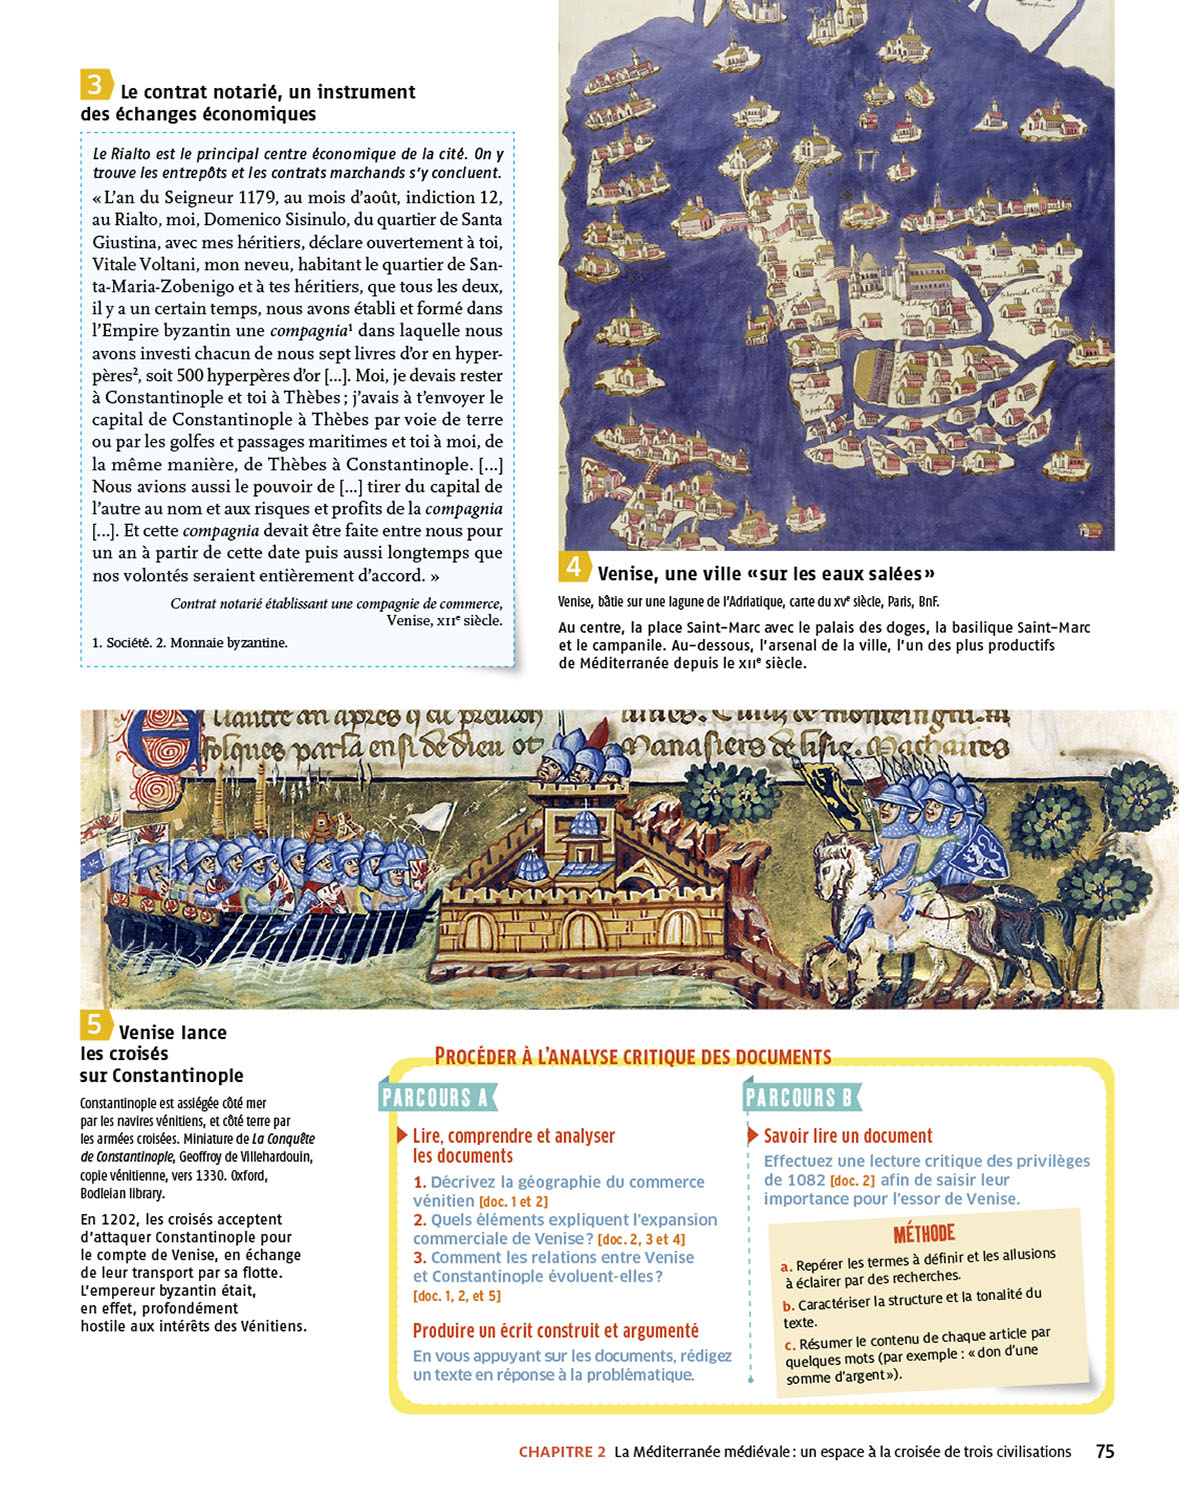 3 Le contrat notarié, un instrument
des échanges économiques
Le Rialto est le principal centre économique de la cité. On y
trouve les entrepôts et les contrats marchands s’y concluent.
« L’an du Seigneur 1179, au mois d’août, indiction 12,
au Rialto, moi, Domenico Sisinulo, du quartier de Santa
Giustina, avec mes héritiers, déclare ouvertement à toi,
Vitale Voltani, mon neveu, habitant le quartier de San-
ta-Maria-Zobenigo et à tes héritiers, que tous les deux,
il y a un certain temps, nous avons établi et formé dans
l’Empire byzantin une compagnia¹ dans laquelle nous
avons investi chacun de nous sept livres d’or en hyper-
pères², soit 500 hyperpères d’or [...]. Moi, je devais rester
à Constantinople et toi à Thèbes ; j’avais à t’envoyer le
capital de Constantinople à Thèbes par voie de terre
ou par les golfes et passages maritimes et toi à moi, de
la même manière, de Thèbes à Constantinople. [...]
Nous avions aussi le pouvoir de [...] tirer du capital de
l’autre au nom et aux risques et profits de la compagnia
[...]. Et cette compagnia devait être faite entre nous pour
un an à partir de cette date puis aussi longtemps que
nos volontés seraient entièrement d’accord. »
Contrat notarié établissant une compagnie de commerce,
Venise, XIIe siècle.
1. Société. 2. Monnaie byzantine.
4 Venise, une ville « sur les eaux salées »
Venise, bâtie sur une lagune de l’Adriatique, carte du XVe siècle, Paris, BnF.
Au centre, la place Saint-Marc avec le palais des doges, la basilique Saint-Marc
et le campanile. Au-dessous, l’arsenal de la ville, l’un des plus productifs
de Méditerranée depuis le XIIe siècle.
5 Venise lance
les croisés
sur Constantinople
Constantinople est assiégée côté mer
par les navires vénitiens, et côté terre par
les armées croisées. Miniature de La Conquête
de Constantinople, Geoffroy de Villehardouin,
copie vénitienne, vers 1330. Oxford,
Bodleian library.
En 1202, les croisés acceptent
d’attaquer Constantinople pour
le compte de Venise, en échange
de leur transport par sa flotte.
L’empereur byzantin était,
en effet, profondément
hostile aux intérêts des Vénitiens.
PROCÉDER À L’ANALYSE CRITIQUE DES DOCUMENTS
PARCOURS A
Lire, comprendre et analyser
les documents
1. Décrivez la géographie du commerce
vénitien [doc. 1 et 2]
2. Quels éléments expliquent l’expansion
commerciale de Venise ? [doc. 2, 3 et 4]
3. Comment les relations entre Venise
et Constantinople évoluent-elles ?
[doc. 1, 2, et 5]
Produire un écrit construit et argumenté
En vous appuyant sur les documents, rédigez
un texte en réponse à la problématique.
PARCOURS B
Savoir lire un document
Effectuez une lecture critique des privilèges
de 1082 [doc. 2] afin de saisir leur
importance pour l’essor de Venise.
MÉTHODE
a. Repérer les termes à définir et les allusions
à éclairer par des recherches.
b. Caractériser la structure et la tonalité du
texte.
c. Résumer le contenu de chaque article par
quelques mots (par exemple : « don d’une
somme d’argent »).
CHAPITRE 2 La Méditerranée médiévale : un espace à la croisée de trois civilisations 75